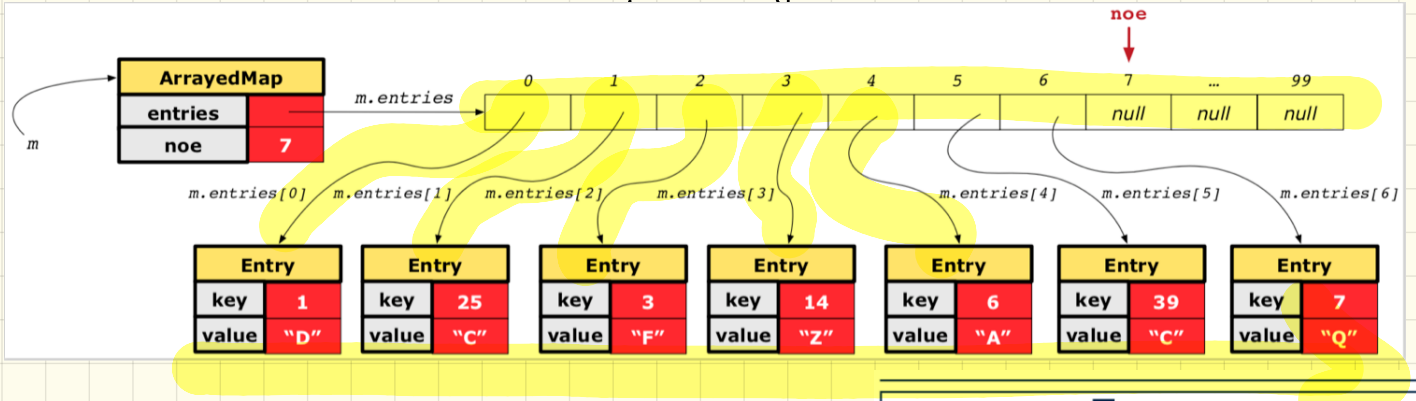 noe
ArrayedMap
entries
noe 7
m
m.entries
0 1 2 3 4 5 6 7 … 99
null null null
m.entries[0] m.entries[1] m.entries[2] m.entries[3] m.entries[4] m.entries[5] m.entries[6]
Entry Entry Entry Entry Entry Entry Entry
key 1 key 25 key 3 key 14 key 6 key 39 key 7
value “D” value “C” value “F” value “Z” value “A” value “C” value “Q”